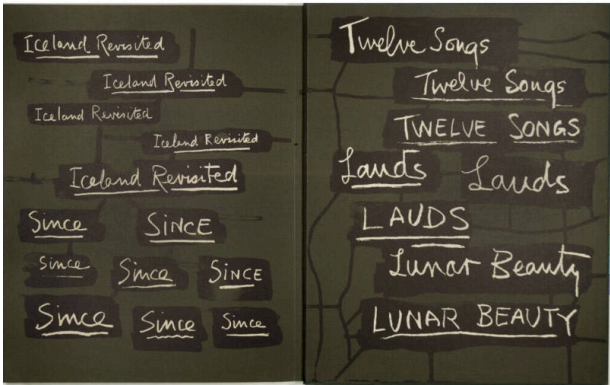 Iceland Revisited
Iceland Revisited
Iceland Revisited
Iceland Revisited
Iceland Revisited
Since SINCE
Since Since SINCE
Since Since Since
Twelve Songs
Twelve Songs
TWELVE SONGS
Lauds Lauds
LAUDS
Lunar Beauty
LUNAR BEAUTY